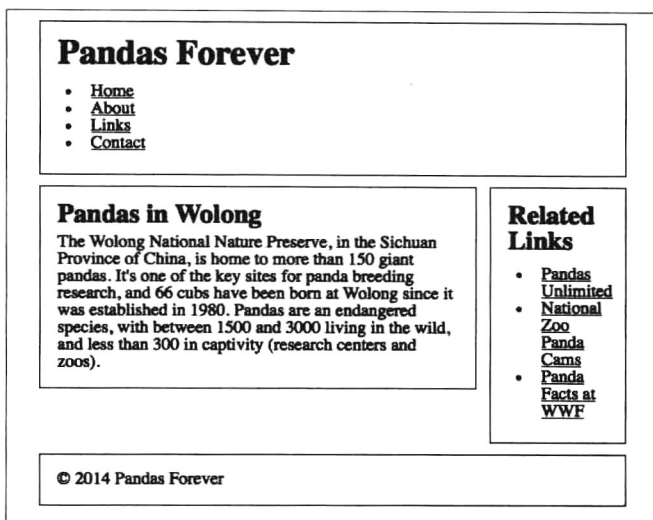 Pandas Forever
• Home
• About
• Links
• Contact
Pandas in Wolong
The Wolong National Nature Preserve, in the Sichuan
Province of China, is home to more than 150 giant
pandas. It's one of the key sites for panda breeding
research, and 66 cubs have been born at Wolong since it
was established in 1980. Pandas are an endangered
species, with between 1500 and 3000 living in the wild,
and less than 300 in captivity (research centers and
zoos).
Related
Links
• Pandas
Unlimited
• National
Zoo
Panda
Cams
• Panda
Facts at
WWF
© 2014 Pandas Forever